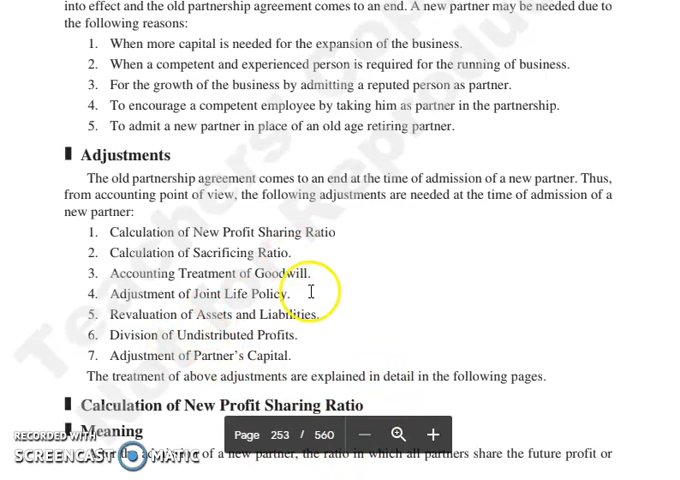 into effect and the old partnership agreement comes to an end. A new partner may be needed due to
the following reasons:
1. When more capital is needed for the expansion of the business.
2. When a competent and experienced person is required for the running of business.
3. For the growth of the business by admitting a reputed person as partner.
4. To encourage a competent employee by taking him as partner in the partnership.
5. To admit a new partner in place of an old age retiring partner.
Adjustments
The old partnership agreement comes to an end at the time of admission of a new partner. Thus,
from accounting point of view, the following adjustments are needed at the time of admission of a
new partner:
1. Calculation of New Profit Sharing Ratio
2. Calculation of Sacrificing Ratio.
3. Accounting Treatment of Goodwill.
4. Adjustment of Joint Life Policy.
5. Revaluation of Assets and Liabilities.
6. Division of Undistributed Profits.
7. Adjustment of Partner's Capital.
The treatment of above adjustments are explained in detail in the following pages.
Calculation of New Profit Sharing Ratio
Meaning
of a new partner, the ratio in which all partners share the future profit or
Page 253 / 560
RECORDED WITH
SCREENCAST MATIC
Teachers Copy
Not for Reprodu